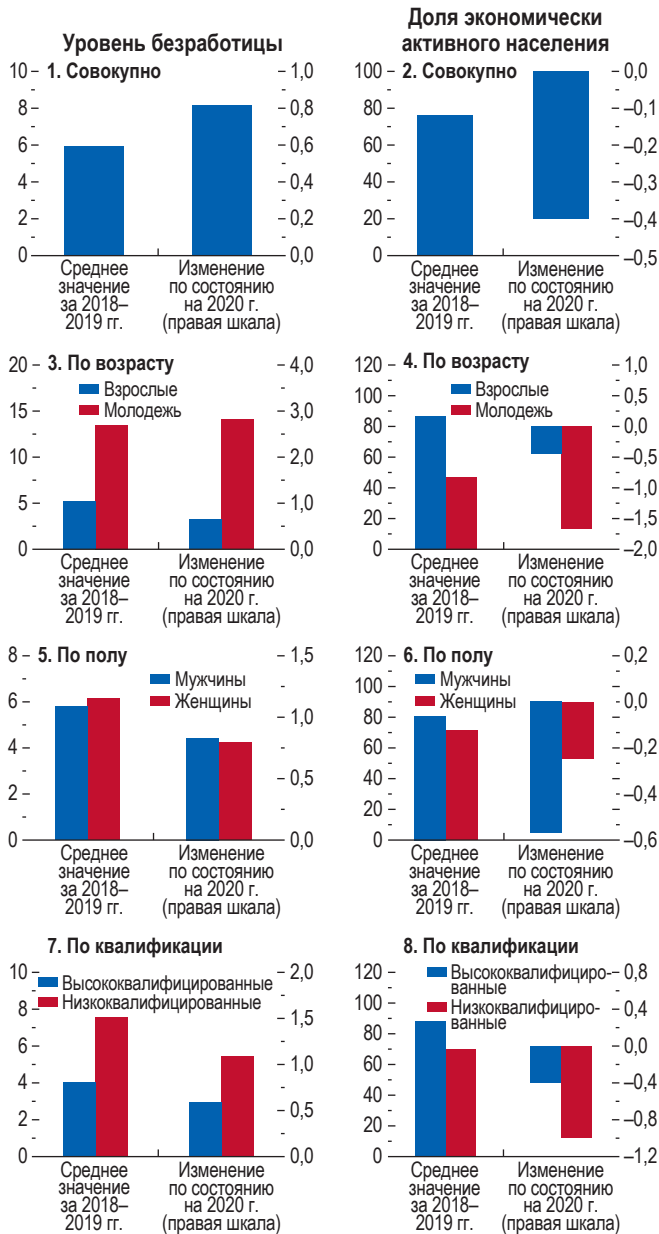 Уровень безработицы
Доля экономически
активного населения
1. Совокупно
10
8
6
4
2
0
1,0
0,8
0,6
0,4
0,2
0,0
Среднее
значение
за 2018–
2019 гг.
Изменение
по состоянию
на 2020 г.
(правая шкала)
2. Совокупно
100
80
60
40
20
0
0,0
–0,1
–0,2
–0,3
–0,4
–0,5
Среднее
значение
за 2018–
2019 гг.
Изменение
по состоянию
на 2020 г.
(правая шкала)
3. По возрасту
Взрослые
Молодежь
20
15
10
5
0
4,0
3,0
2,0
1,0
0,0
Среднее
значение
за 2018–
2019 гг.
Изменение
по состоянию
на 2020 г.
(правая шкала)
4. По возрасту
Взрослые
Молодежь
120
100
80
60
40
20
0
1,0
0,5
0,0
–0,5
–1,0
–1,5
–2,0
Среднее
значение
за 2018–
2019 гг.
Изменение
по состоянию
на 2020 г.
(правая шкала)
5. По полу
Мужчины
Женщины
8
6
4
2
0
1,5
1,0
0,5
0,0
Среднее
значение
за 2018–
2019 гг.
Изменение
по состоянию
на 2020 г.
(правая шкала)
6. По полу
Мужчины
Женщины
120
100
80
60
40
20
0
0,2
0,0
–0,2
–0,4
–0,6
Среднее
значение
за 2018–
2019 гг.
Изменение
по состоянию
на 2020 г.
(правая шкала)
7. По квалификации
Высококвалифицированные
Низкоквалифицированные
10
8
6
4
2
0
2,0
1,5
1,0
0,5
0,0
Среднее
значение
за 2018–
2019 гг.
Изменение
по состоянию
на 2020 г.
(правая шкала)
8. По квалификации
Высококвалифициро-
ванные
Низкоквалифициро-
ванные
120
100
80
60
40
20
0
0,8
0,4
0,0
–0,4
–0,8
–1,2
Среднее
значение
за 2018–
2019 гг.
Изменение
по состоянию
на 2020 г.
(правая шкала)